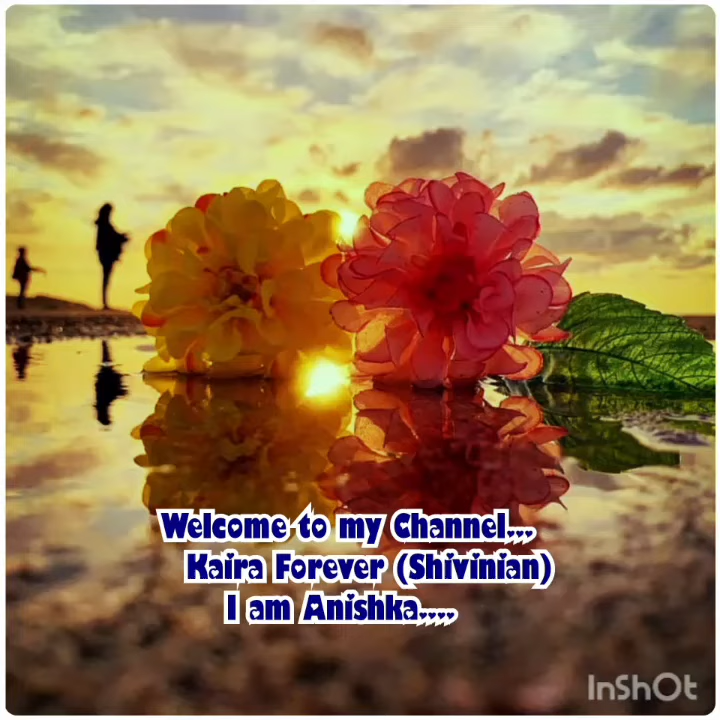 Welcome to my Channel,,,
Kaira Forever (Shivinian)
I am Anishka,,,,
InShOt